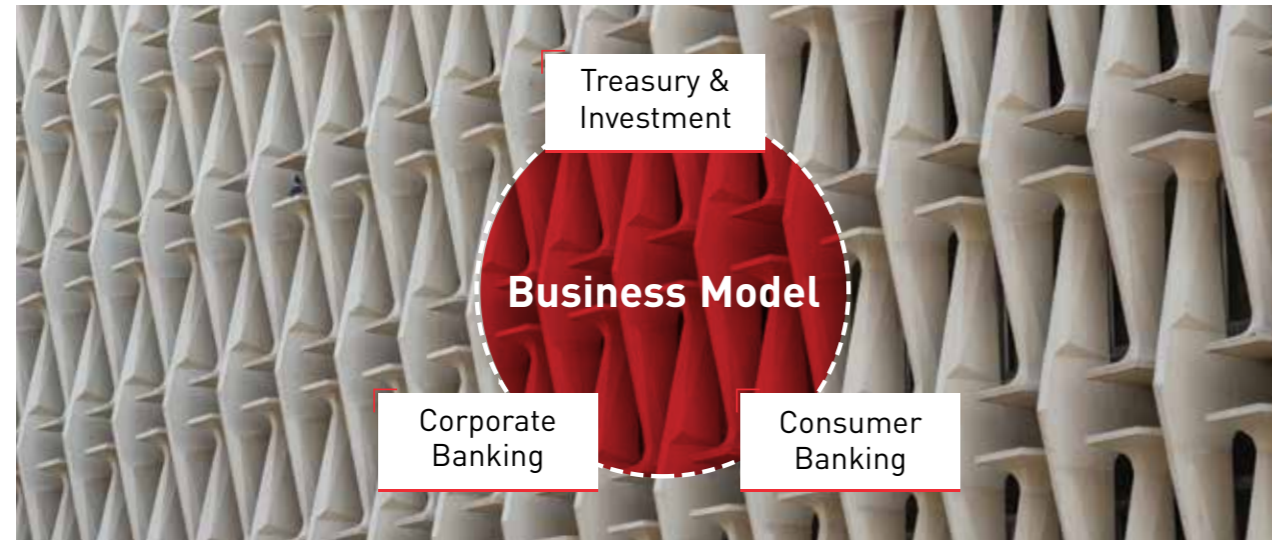 Treasury &
Investment
Business Model
Corporate
Banking
Consumer
Banking